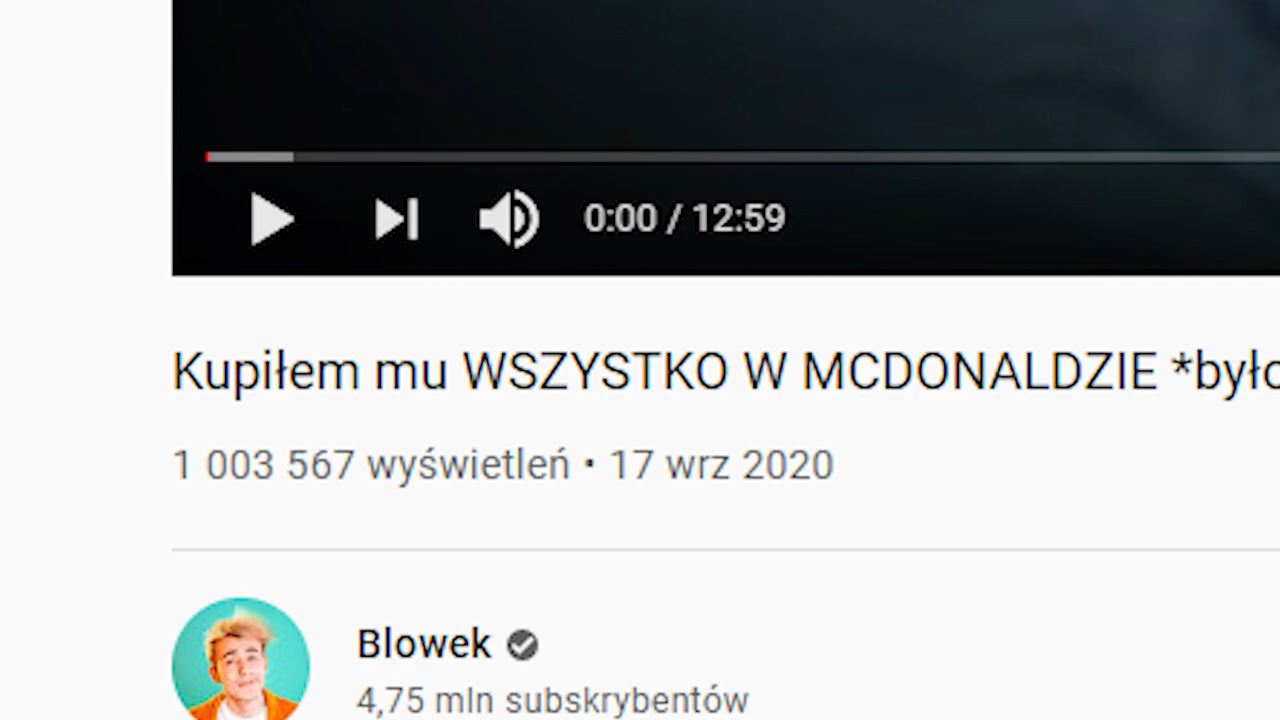 0:00 / 12:59
Kupiłem mu WSZYSTKO W MCDONALDZIE *było
1 003 567 wyświetleń • 17 wrz 2020
Blowek
4,75 mln subskrybentów